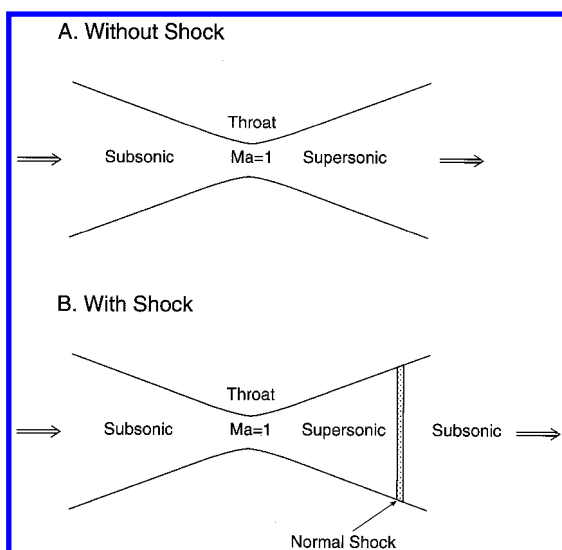 A. Without Shock
Throat
Subsonic Ma=1 Supersonic
B. With Shock
Throat
Subsonic Ma=1 Supersonic Subsonic
Normal Shock